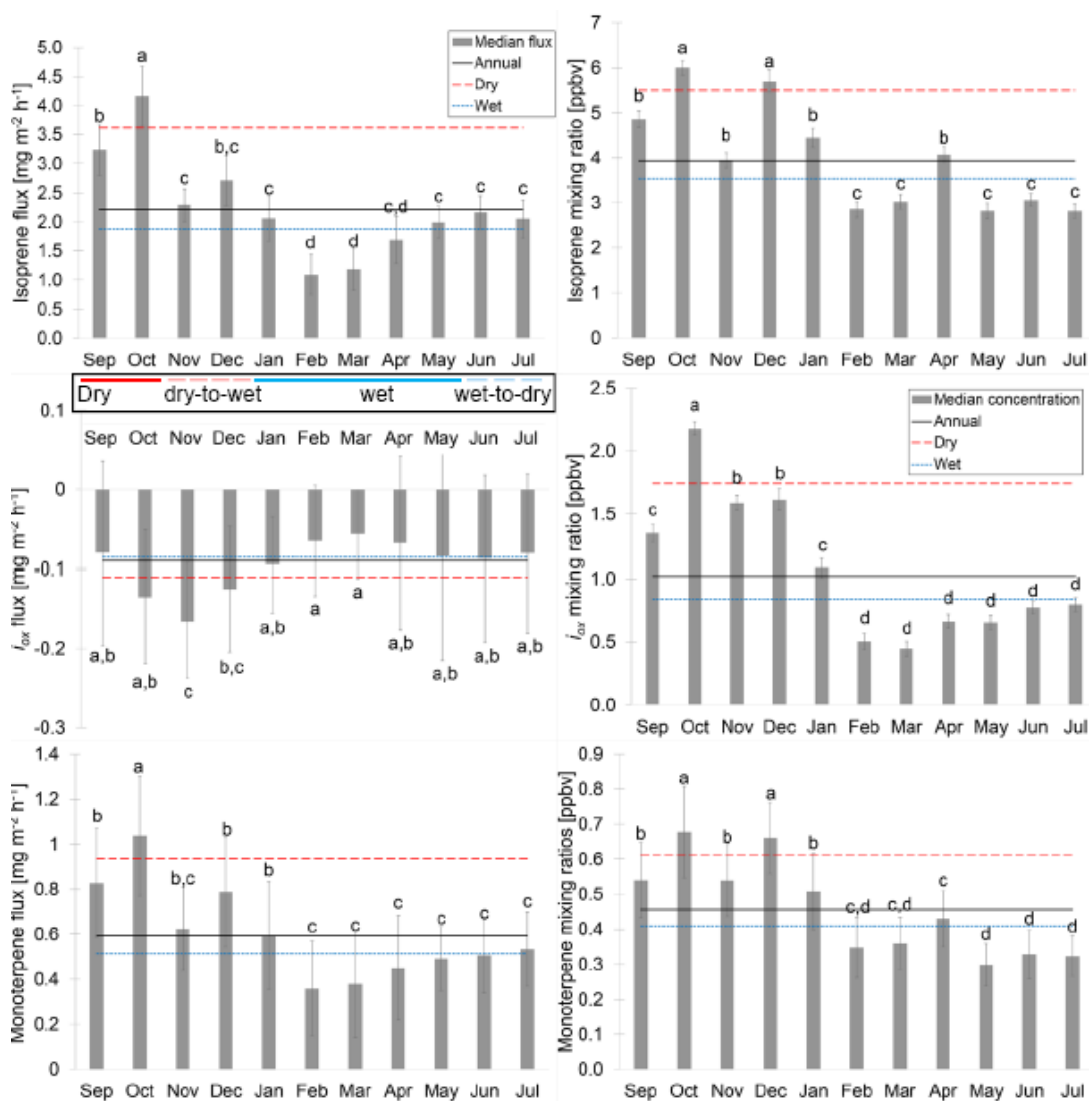 Isoprene flux [mg m⁻² h⁻¹]
5.0
4.5
4.0
3.5
3.0
2.5
2.0
1.5
1.0
0.5
0.0
b
a
c
b,c
c
d
d
c,d
c
c
c
Median flux
Annual
Dry
Wet
Sep Oct Nov Dec Jan Feb Mar Apr May Jun Jul
Isoprene mixing ratio [ppbv]
7
6
5
4
3
2
1
0
b
a
b
a
b
c
c
b
c
c
c
Sep Oct Nov Dec Jan Feb Mar Apr May Jun Jul
Dry dry-to-wet wet wet-to-dry
iox flux [mg m⁻² h⁻¹]
0.1
0
-0.1
-0.2
-0.3
Sep Oct Nov Dec Jan Feb Mar Apr May Jun Jul
a,b
a,b
c
b,c
a,b
a
a
a,b
a,b
a,b
a,b
iox mixing ratio [ppbv]
2.5
2.0
1.5
1.0
0.5
0.0
c
a
b
b
c
d
d
d
d
d
d
Median concentration
Annual
Dry
Wet
Sep Oct Nov Dec Jan Feb Mar Apr May Jun Jul
Monoterpene flux [mg m⁻² h⁻¹]
1.4
1.2
1
0.8
0.6
0.4
0.2
0
b
a
b,c
b
b
c
c
c
c
c
c
Sep Oct Nov Dec Jan Feb Mar Apr May Jun Jul
Monoterpene mixing ratios [ppbv]
0.9
0.8
0.7
0.6
0.5
0.4
0.3
0.2
0.1
0.0
b
a
b
a
b
c,d
c,d
c
d
d
d
Sep Oct Nov Dec Jan Feb Mar Apr May Jun Jul